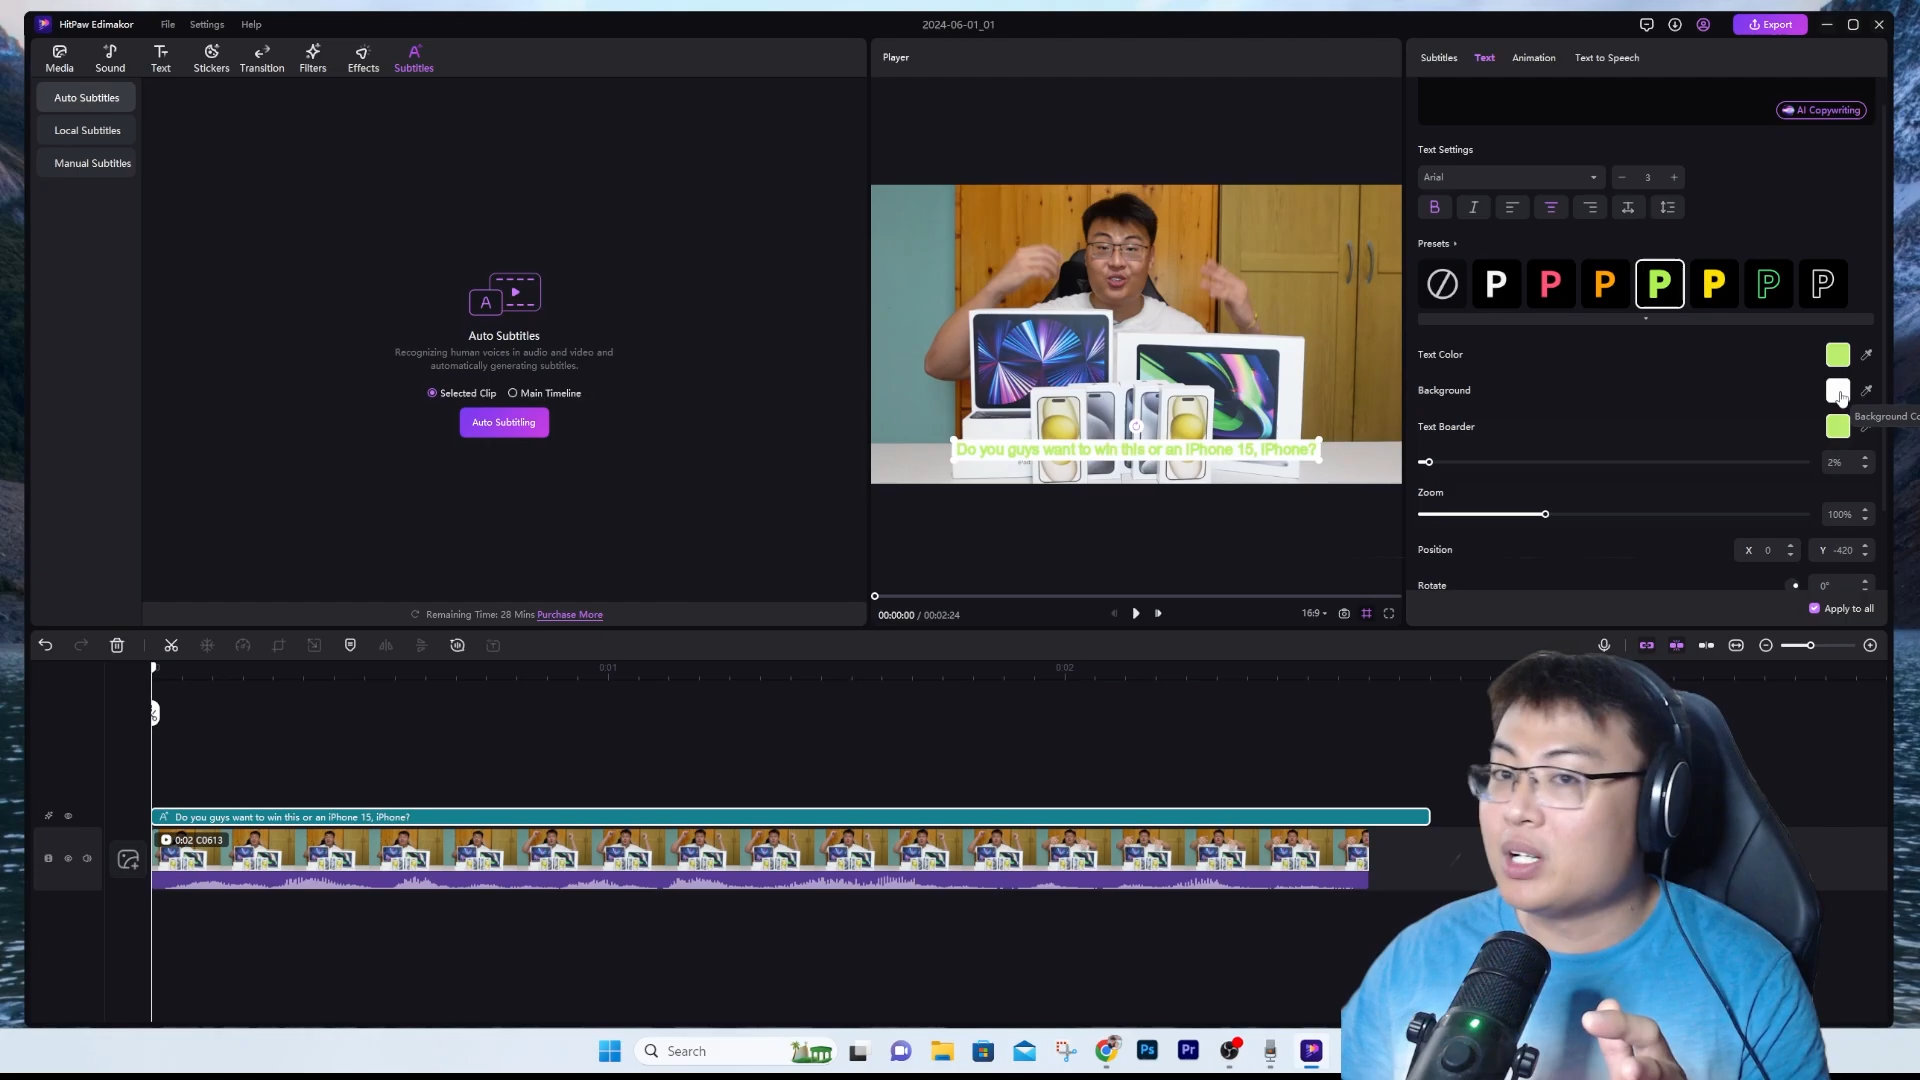 HitPaw Edimakor File Settings Help 2024-06-01_01 Export
Media Sound Text Stickers Transition Filters Effects Subtitles
Player
Subtitles Text Animation Text to Speech
Auto Subtitles
Local Subtitles
Manual Subtitles
Auto Subtitles
Recognizing human voices in audio and video and
automatically generating subtitles.
Selected Clip Main Timeline
Auto Subtitling
Remaining Time: 28 Mins Purchase More
Do you guys want to win this or an iPhone 15, iPhone?
00:00:00 / 00:02:24 16:9
AI Copywriting
Text Settings
Arial 3
B I
Presets
P P P P P P P
Text Color
Background
Background Co
Text Boarder
2%
Zoom
100%
Position X 0 Y -420
Rotate 0°
Apply to all
0:01 0:02
Do you guys want to win this or an iPhone 15, iPhone?
0:02 C0613
Search Ps Pr